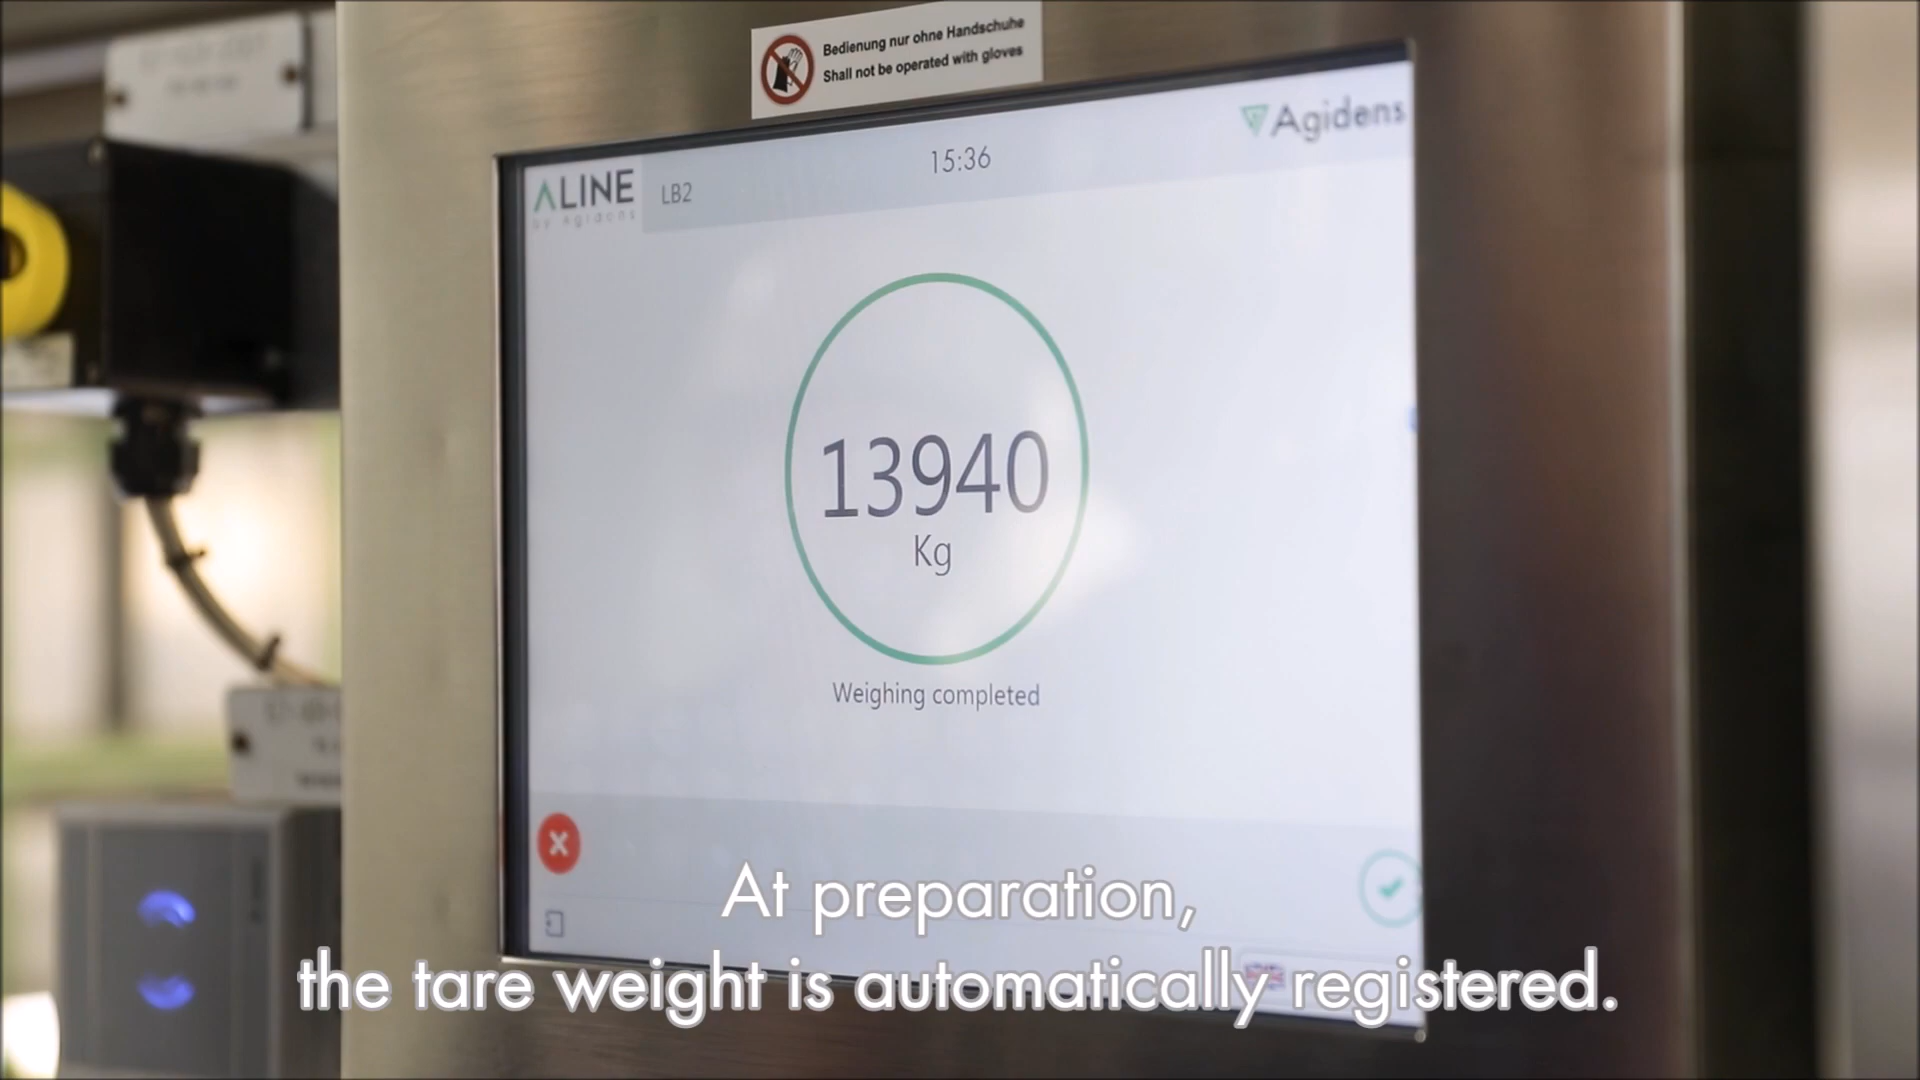 Bedienung nur ohne Handschuhe
Shall not be operated with gloves
Agidens
15:36
ALINE
by Agidens
LB2
13940
Kg
Weighing completed
At preparation,
the tare weight is automatically registered.